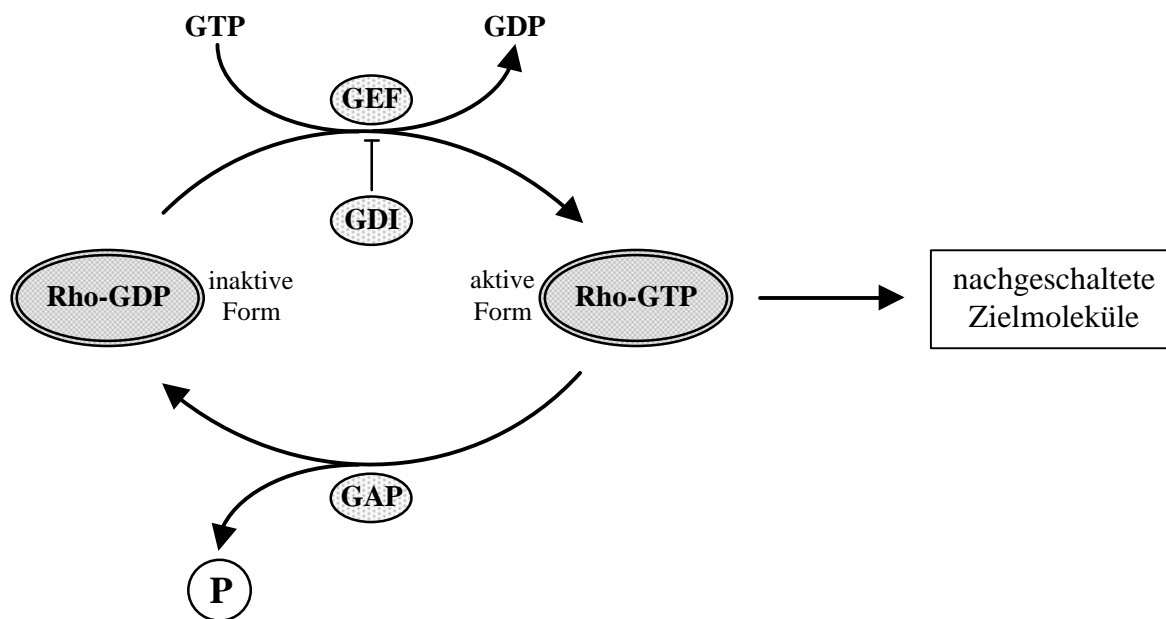 GTP
GDP
GEF
GDI
Rho-GDP
inaktive
Form
aktive
Form
Rho-GTP
nachgeschaltete
Zielmoleküle
GAP
P